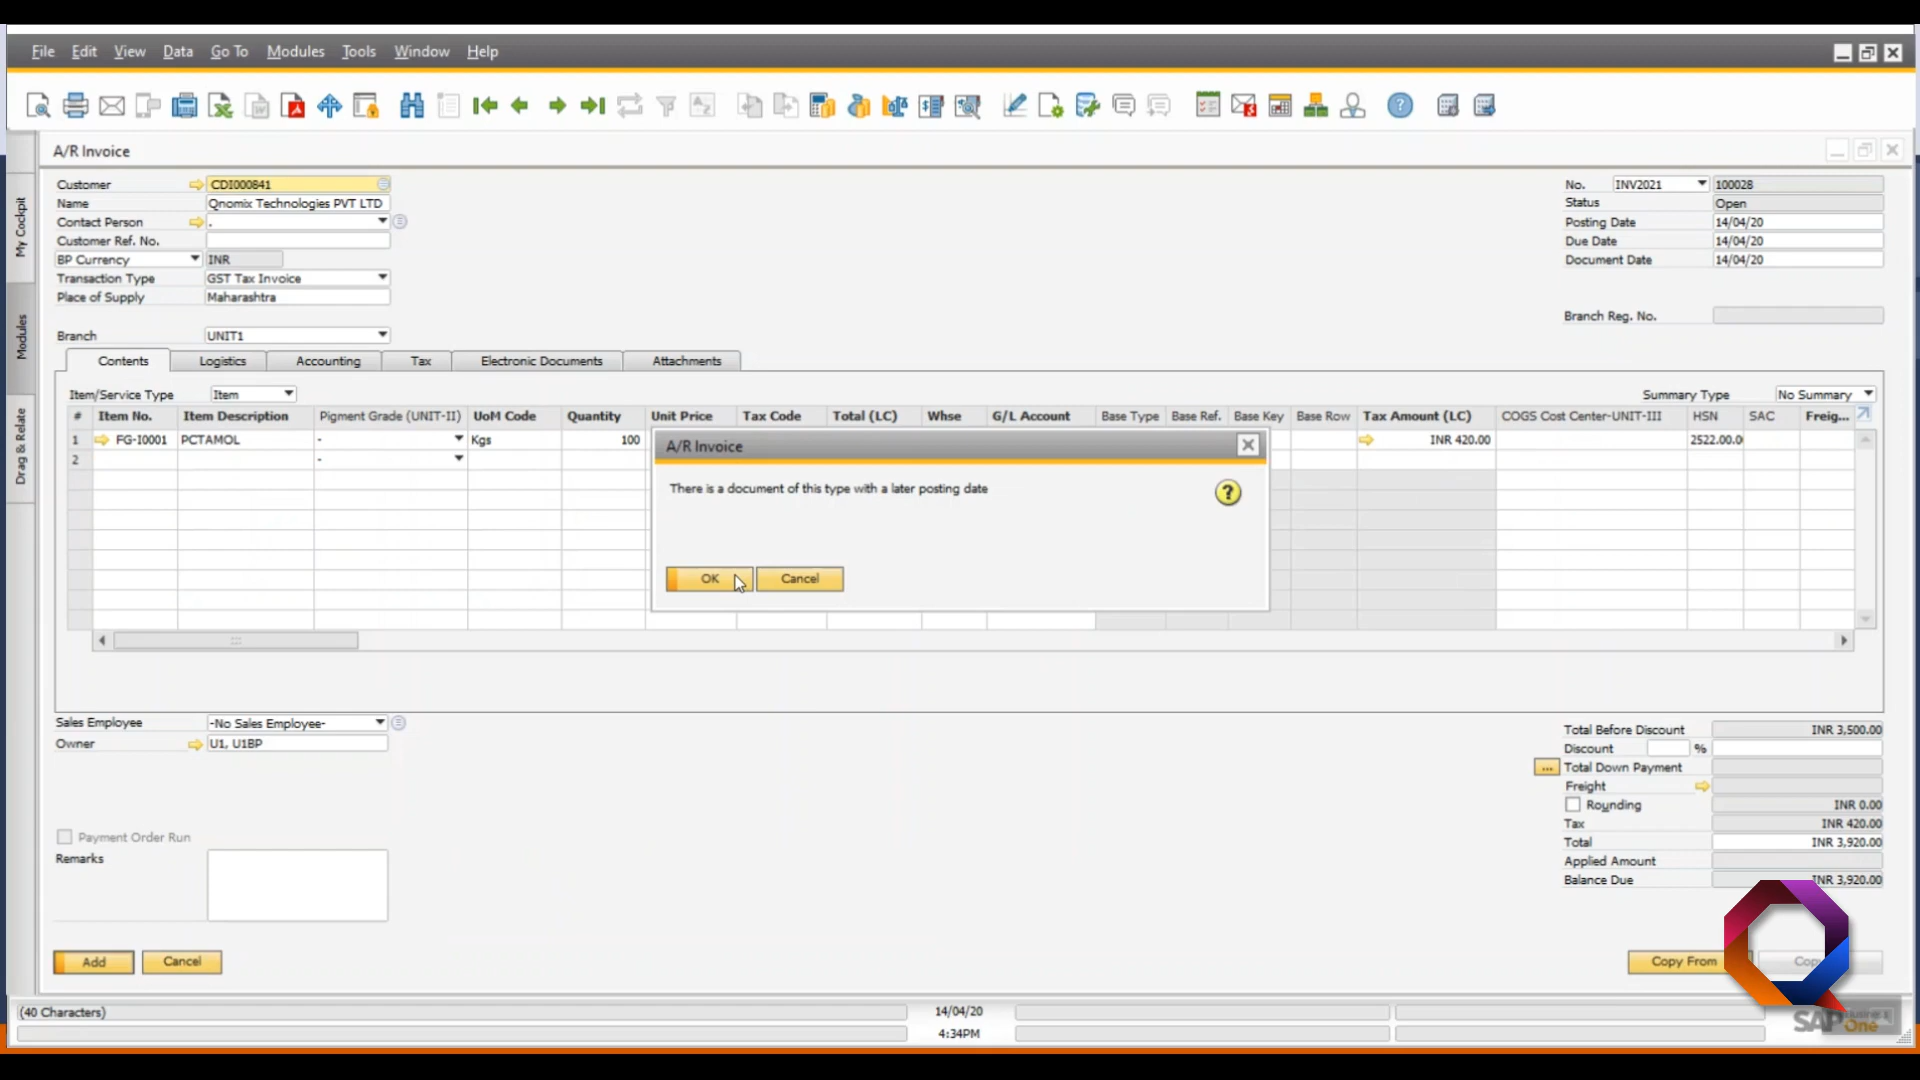 File Edit View Data Go To Modules Tools Window Help
A/R Invoice
My Cockpit
Modules
Drag & Relate
Customer CDI000841
Name Qnomix Technologies PVT LTD
Contact Person .
Customer Ref. No.
BP Currency INR
Transaction Type GST Tax Invoice
Place of Supply Maharashtra
Branch UNIT1
No. INV2021 100028
Status Open
Posting Date 14/04/20
Due Date 14/04/20
Document Date 14/04/20
Branch Reg. No.
Contents Logistics Accounting Tax Electronic Documents Attachments
Item/Service Type Item Summary Type No Summary
# Item No. Item Description Pigment Grade (UNIT-II) UoM Code Quantity Unit Price Tax Code Total (LC) Whse G/L Account Base Type Base Ref. Base Key Base Row Tax Amount (LC) COGS Cost Center-UNIT-III HSN SAC Freig...
1 FG-I0001 PCTAMOL - Kgs 100 INR 420.00 2522.00.0
2 -
A/R Invoice
There is a document of this type with a later posting date
?
OK Cancel
Sales Employee -No Sales Employee-
Owner U1, U1BP
Payment Order Run
Remarks
Total Before Discount INR 3,500.00
Discount %
... Total Down Payment
Freight
Rounding INR 0.00
Tax INR 420.00
Total INR 3,920.00
Applied Amount
Balance Due INR 3,920.00
Add Cancel Copy From
(40 Characters) 14/04/20
4:34PM
SAP Business One